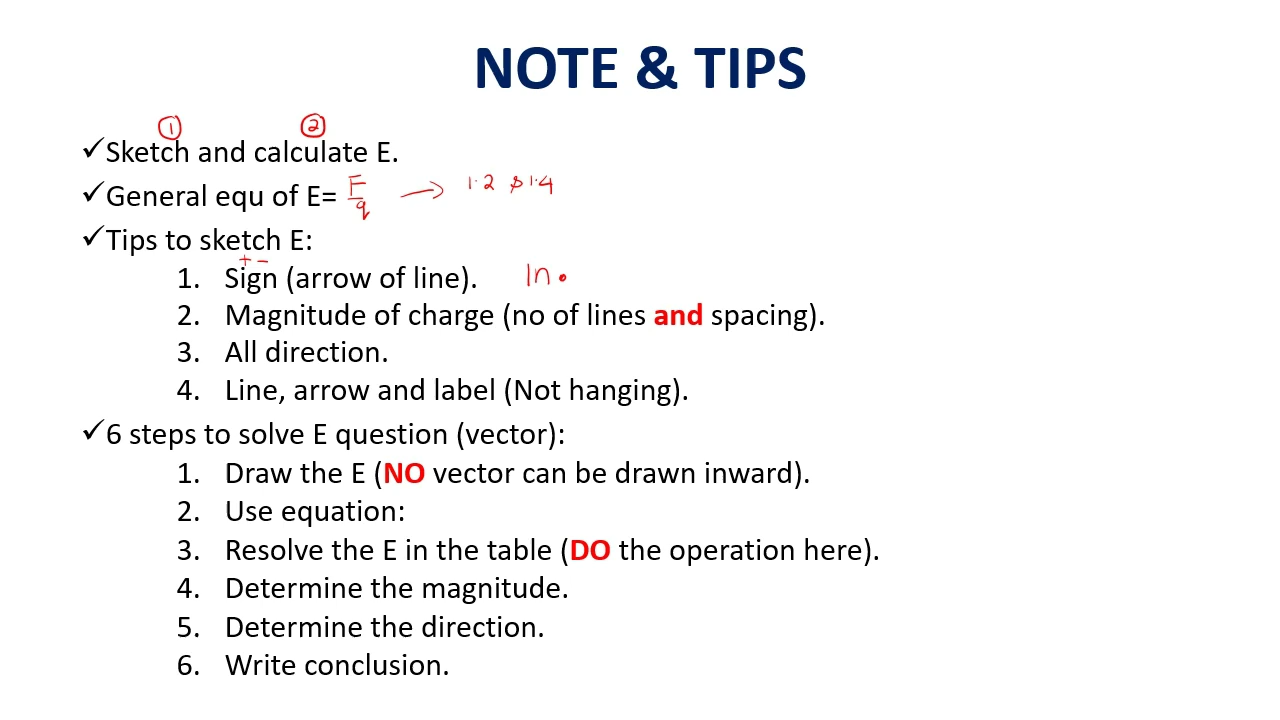 NOTE & TIPS
① ②
✓Sketch and calculate E.
✓General equ of E= F/q → 1.2 & 1.4
✓Tips to sketch E:
+ −
1. Sign (arrow of line). In •
2. Magnitude of charge (no of lines and spacing).
3. All direction.
4. Line, arrow and label (Not hanging).
✓6 steps to solve E question (vector):
1. Draw the E (NO vector can be drawn inward).
2. Use equation:
3. Resolve the E in the table (DO the operation here).
4. Determine the magnitude.
5. Determine the direction.
6. Write conclusion.